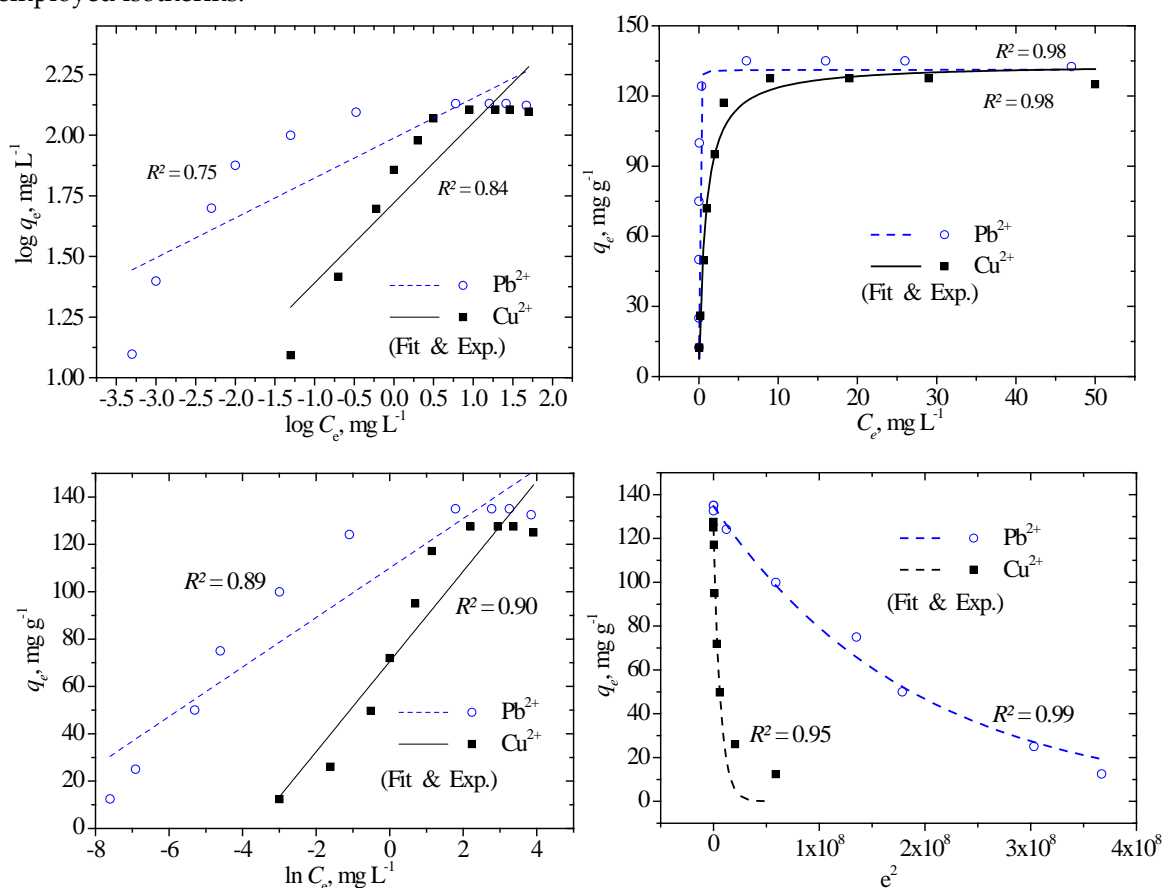 employed isotherms.
2.25
2.00
1.75
1.50
1.25
1.00
log q_e, mg L⁻¹
R² = 0.75
R² = 0.84
Pb²⁺
Cu²⁺
(Fit & Exp.)
-3.5 -3.0 -2.5 -2.0 -1.5 -1.0 -0.5 0.0 0.5 1.0 1.5 2.0
log C_e, mg L⁻¹
150
120
90
60
30
0
q_e, mg g⁻¹
R² = 0.98
R² = 0.98
Pb²⁺
Cu²⁺
(Fit & Exp.)
0 10 20 30 40 50
C_e, mg L⁻¹
140
120
100
80
60
40
20
0
q_e, mg g⁻¹
R² = 0.89
R² = 0.90
Pb²⁺
Cu²⁺
(Fit & Exp.)
-8 -6 -4 -2 0 2 4
ln C_e, mg L⁻¹
140
120
100
80
60
40
20
0
q_e, mg g⁻¹
Pb²⁺
Cu²⁺
(Fit & Exp.)
R² = 0.99
R² = 0.95
0 1x10⁸ 2x10⁸ 3x10⁸ 4x10⁸
e²